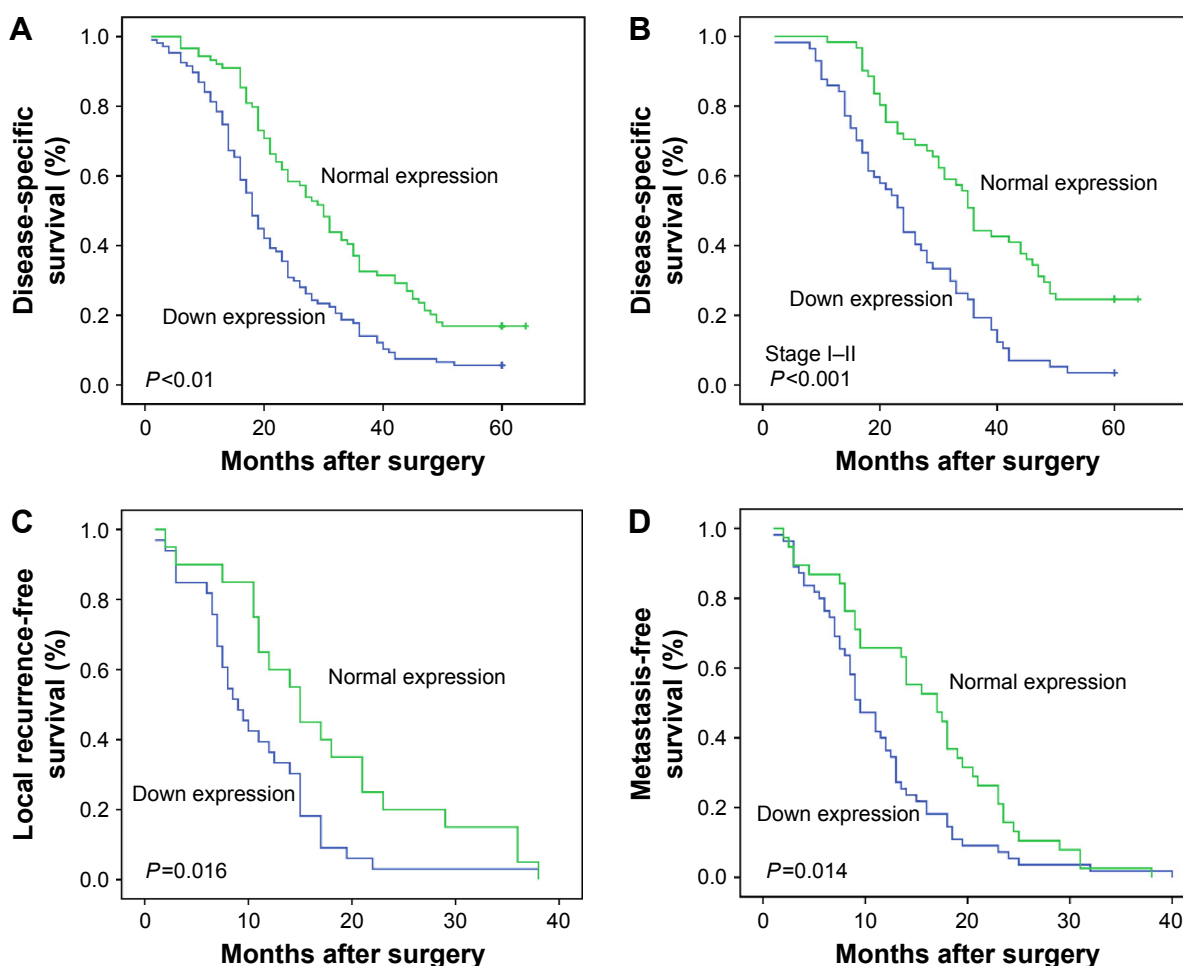 A
Disease-specific
survival (%)
1.0
0.8
0.6
0.4
0.2
0.0
Normal expression
Down expression
P<0.01
0 20 40 60
Months after surgery
B
Disease-specific
survival (%)
1.0
0.8
0.6
0.4
0.2
0.0
Normal expression
Down expression
Stage I–II
P<0.001
0 20 40 60
Months after surgery
C
Local recurrence-free
survival (%)
1.0
0.8
0.6
0.4
0.2
0.0
Normal expression
Down expression
P=0.016
0 10 20 30 40
Months after surgery
D
Metastasis-free
survival (%)
1.0
0.8
0.6
0.4
0.2
0.0
Normal expression
Down expression
P=0.014
0 10 20 30 40
Months after surgery